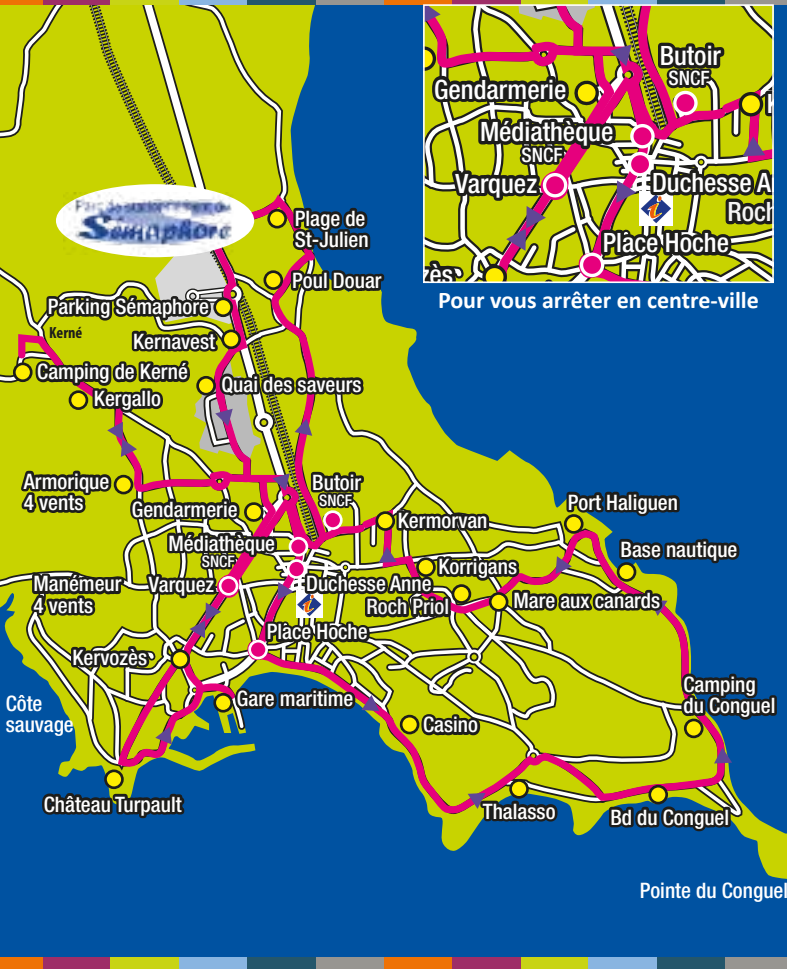 Butoir
SNCF
Gendarmerie
Médiathèque
SNCF
Varquez
Duchesse A
Roch
Place Hoche
zès
Pour vous arrêter en centre-ville
Sémaphore
Plage de
St-Julien
Poul Douar
Parking Sémaphore
Kerné
Kernavest
Camping de Kerné
Quai des saveurs
Kergallo
Armorique
4 vents
Butoir
SNCF
Gendarmerie
Kermorvan
Port Haliguen
Médiathèque
SNCF
Base nautique
Korrigans
Manémeur
4 vents
Varquez
Duchesse Anne
Roch Priol
Mare aux canards
Place Hoche
Kervozès
Côte
sauvage
Gare maritime
Camping
du Conguel
Casino
Château Turpault
Thalasso
Bd du Conguel
Pointe du Conguel